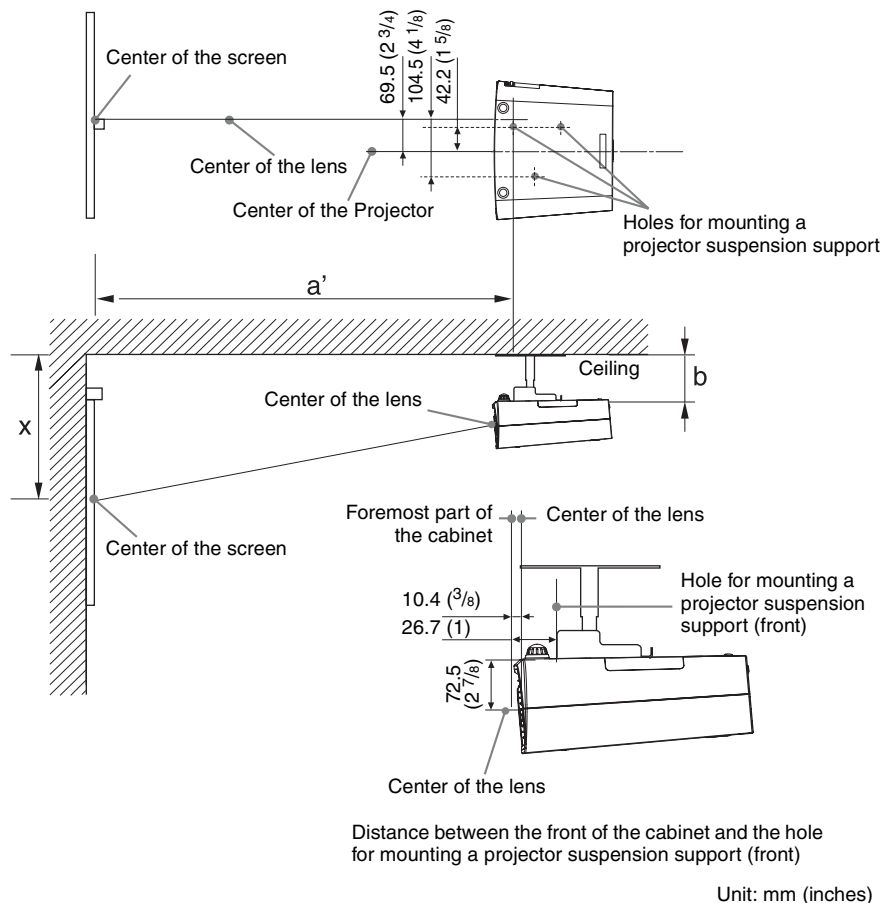 Center of the screen
69.5 (2 3/4)
104.5 (4 1/8)
42.2 (1 5/8)
Center of the lens
Center of the Projector
Holes for mounting a
projector suspension support
a’
Ceiling
b
x
Center of the lens
Center of the screen
Foremost part of
the cabinet
Center of the lens
Hole for mounting a
projector suspension
support (front)
10.4 (3/8)
26.7 (1)
72.5
(2 7/8)
Center of the lens
Distance between the front of the cabinet and the hole
for mounting a projector suspension support (front)
Unit: mm (inches)